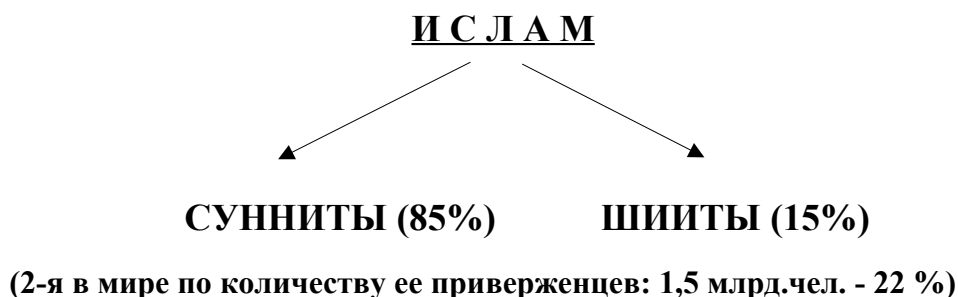 И С Л А М
СУННИТЫ (85%) ШИИТЫ (15%)
(2-я в мире по количеству ее приверженцев: 1,5 млрд.чел. - 22 %)